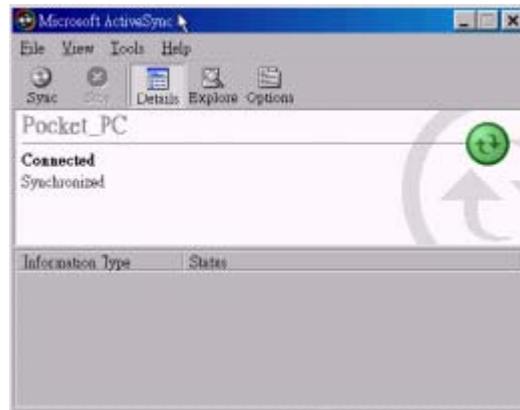 Microsoft ActiveSync
File View Tools Help
Sync Stop Details Explore Options
Pocket_PC
Connected
Synchronized
Information Type Status